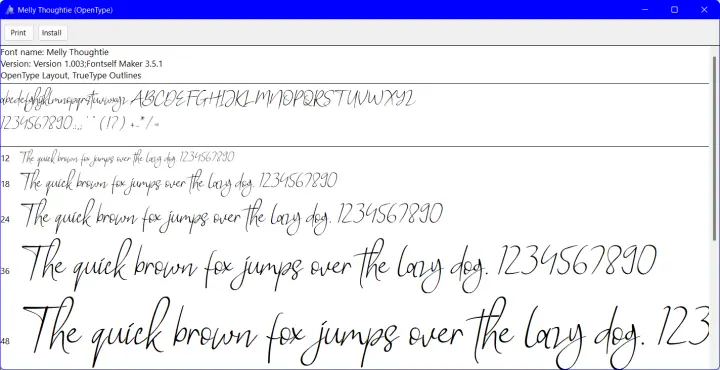 Melly Thoughtie (OpenType)
Print Install
Font name: Melly Thoughtie
Version: Version 1.003;Fontself Maker 3.5.1
OpenType Layout, TrueType Outlines
abcdefghijklmnopqrstuvwxyz ABCDEFGHIJKLMNOPQRSTUVWXYZ
1234567890.:,; ' " (!?) +-*/=
12 The quick brown fox jumps over the lazy dog. 1234567890
18 The quick brown fox jumps over the lazy dog. 1234567890
24 The quick brown fox jumps over the lazy dog. 1234567890
36 The quick brown fox jumps over the lazy dog. 1234567890
48 The quick brown fox jumps over the lazy dog. 123